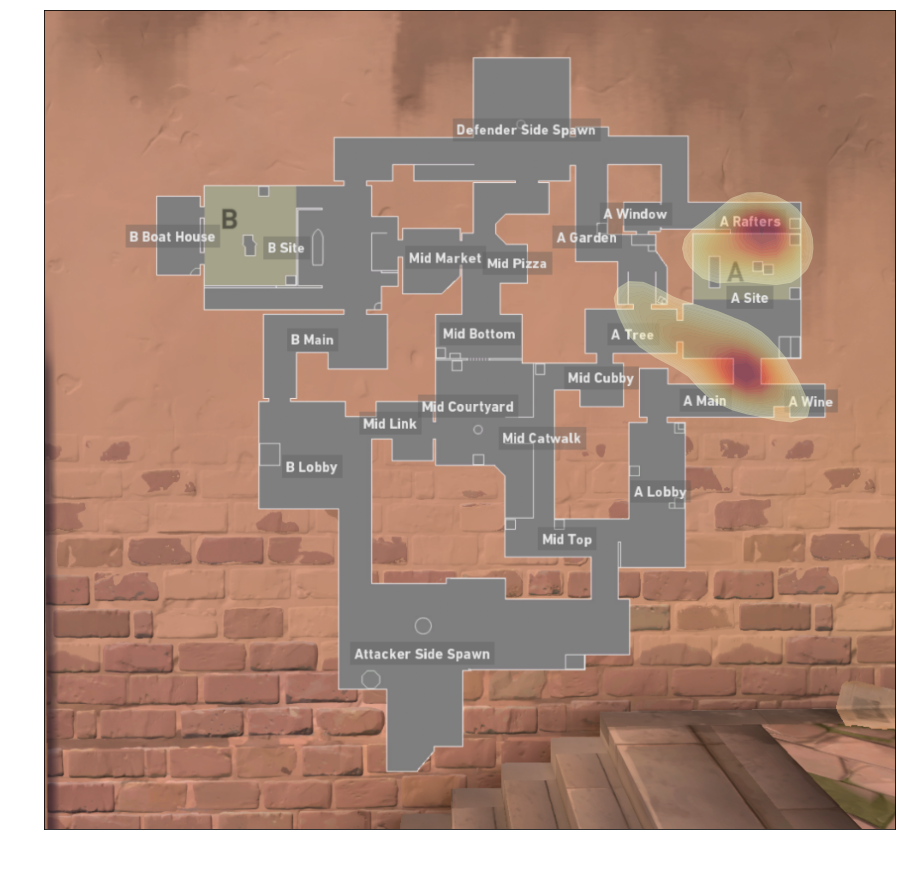 Defender Side Spawn
A Window
A Rafters
B
B Boat House
B Site
A Garden
Mid Market
Mid Pizza
A
A Site
B Main
Mid Bottom
A Tree
Mid Cubby
Mid Courtyard
A Main
A Wine
Mid Link
Mid Catwalk
B Lobby
A Lobby
Mid Top
Attacker Side Spawn